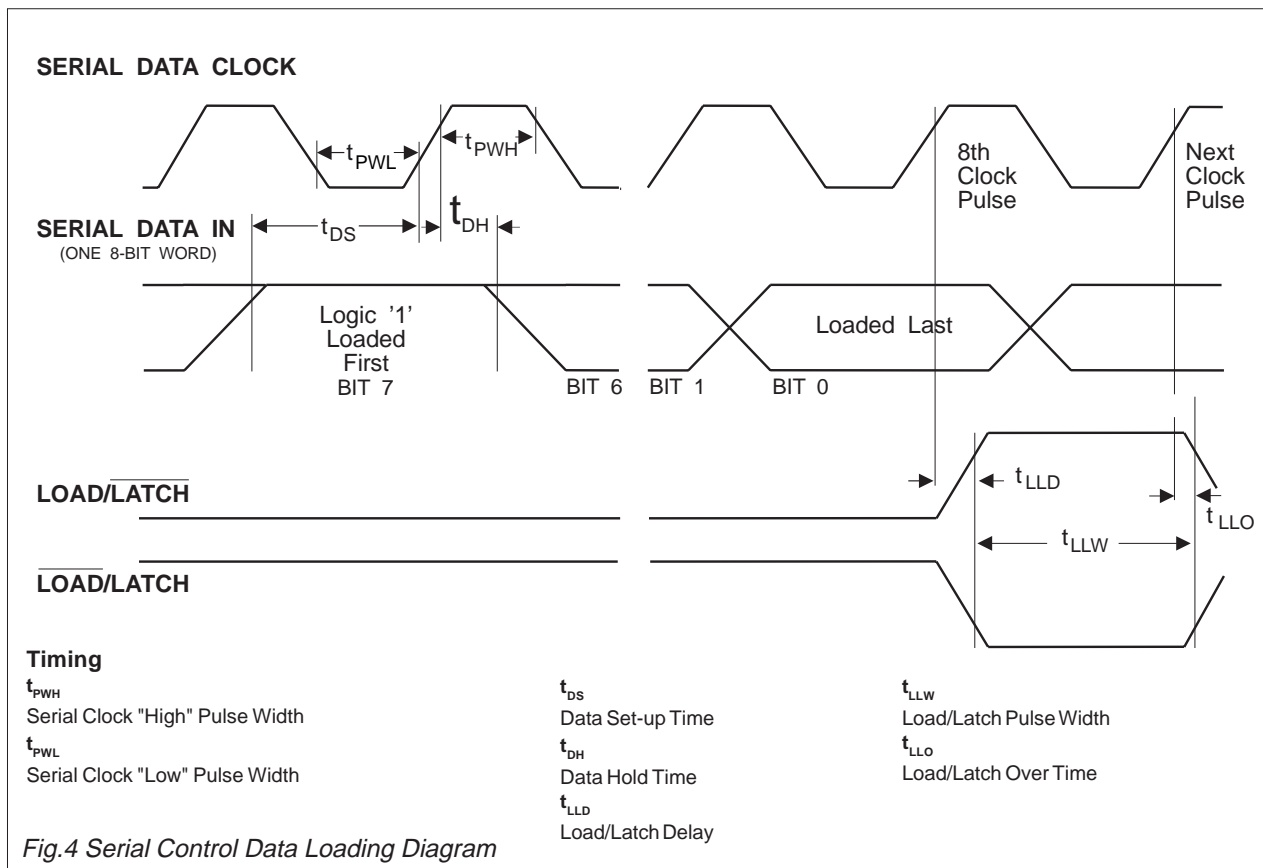 SERIAL DATA CLOCK
tPWL
tPWH
8th
Clock
Pulse
Next
Clock
Pulse
SERIAL DATA IN
(ONE 8-BIT WORD)
tDS
tDH
Logic '1'
Loaded
First
BIT 7
BIT 6
BIT 1
BIT 0
Loaded Last
LOAD/LATCH
tLLD
tLLO
tLLW
LOAD/LATCH
Timing
tPWH
Serial Clock "High" Pulse Width
tPWL
Serial Clock "Low" Pulse Width
tDS
Data Set-up Time
tDH
Data Hold Time
tLLD
Load/Latch Delay
tLLW
Load/Latch Pulse Width
tLLO
Load/Latch Over Time
Fig.4 Serial Control Data Loading Diagram